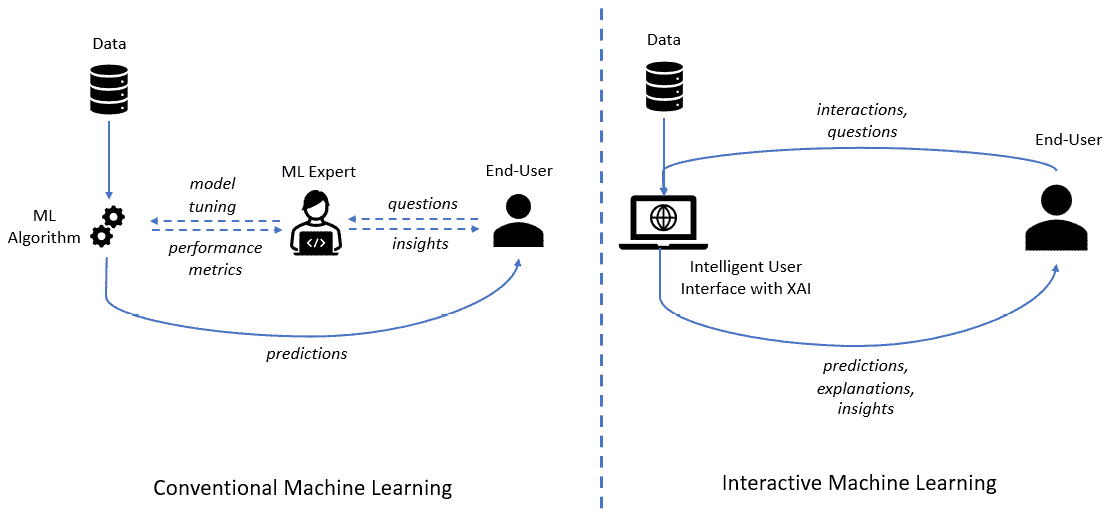 Data
ML Expert
End-User
model
tuning
questions
ML
Algorithm
performance
metrics
insights
predictions
Conventional Machine Learning
Data
interactions,
questions
End-User
Intelligent User
Interface with XAI
predictions,
explanations,
insights
Interactive Machine Learning